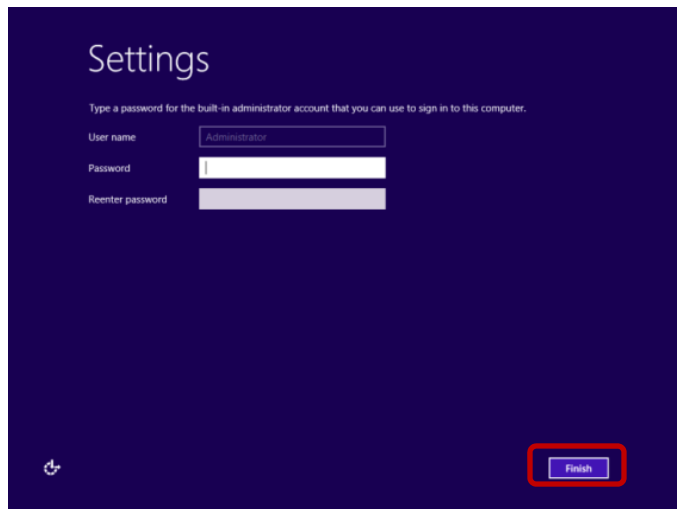 Settings
Type a password for the built-in administrator account that you can use to sign in to this computer.
User name
Administrator
Password
Reenter password
Finish